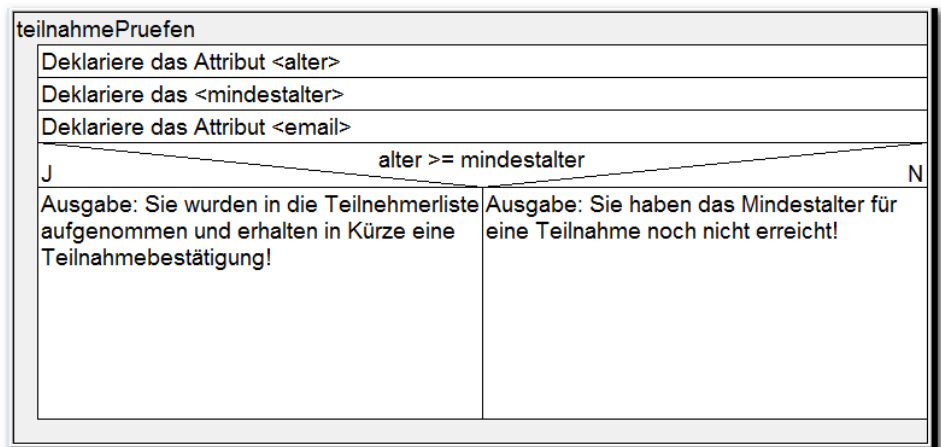 teilnahmePruefen
Deklariere das Attribut <alter>
Deklariere das <mindestalter>
Deklariere das Attribut <email>
alter >= mindestalter
J
N
Ausgabe: Sie wurden in die Teilnehmerliste
aufgenommen und erhalten in Kürze eine
Teilnahmebestätigung!
Ausgabe: Sie haben das Mindestalter für
eine Teilnahme noch nicht erreicht!